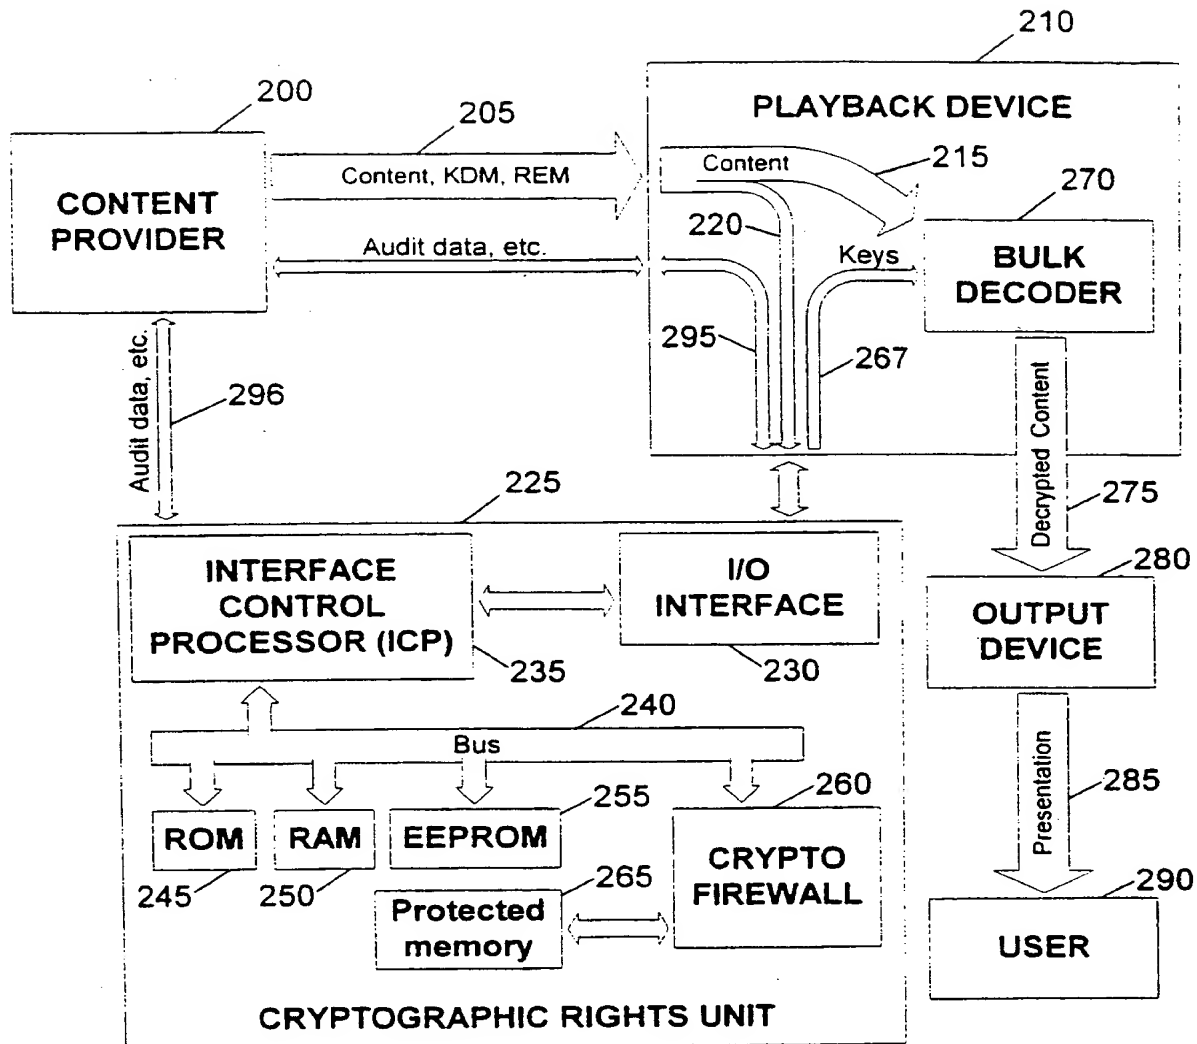 210
200
205
PLAYBACK DEVICE
Content
215
Content, KDM, REM
CONTENT
PROVIDER
270
220
Audit data, etc.
Keys
BULK
DECODER
295
267
Audit data, etc.
296
Decrypted Content
275
225
INTERFACE
CONTROL
PROCESSOR (ICP)
235
I/O
INTERFACE
230
280
OUTPUT
DEVICE
240
Bus
Presentation
285
255
260
ROM
RAM
EEPROM
CRYPTO
FIREWALL
245
250
265
Protected
memory
290
USER
CRYPTOGRAPHIC RIGHTS UNIT